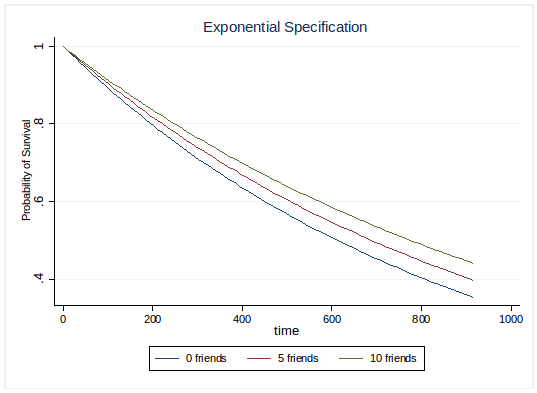 Exponential Specification
Probability of Survival
1
.8
.6
.4
0 200 400 600 800 1000
time
0 friends 5 friends 10 friends